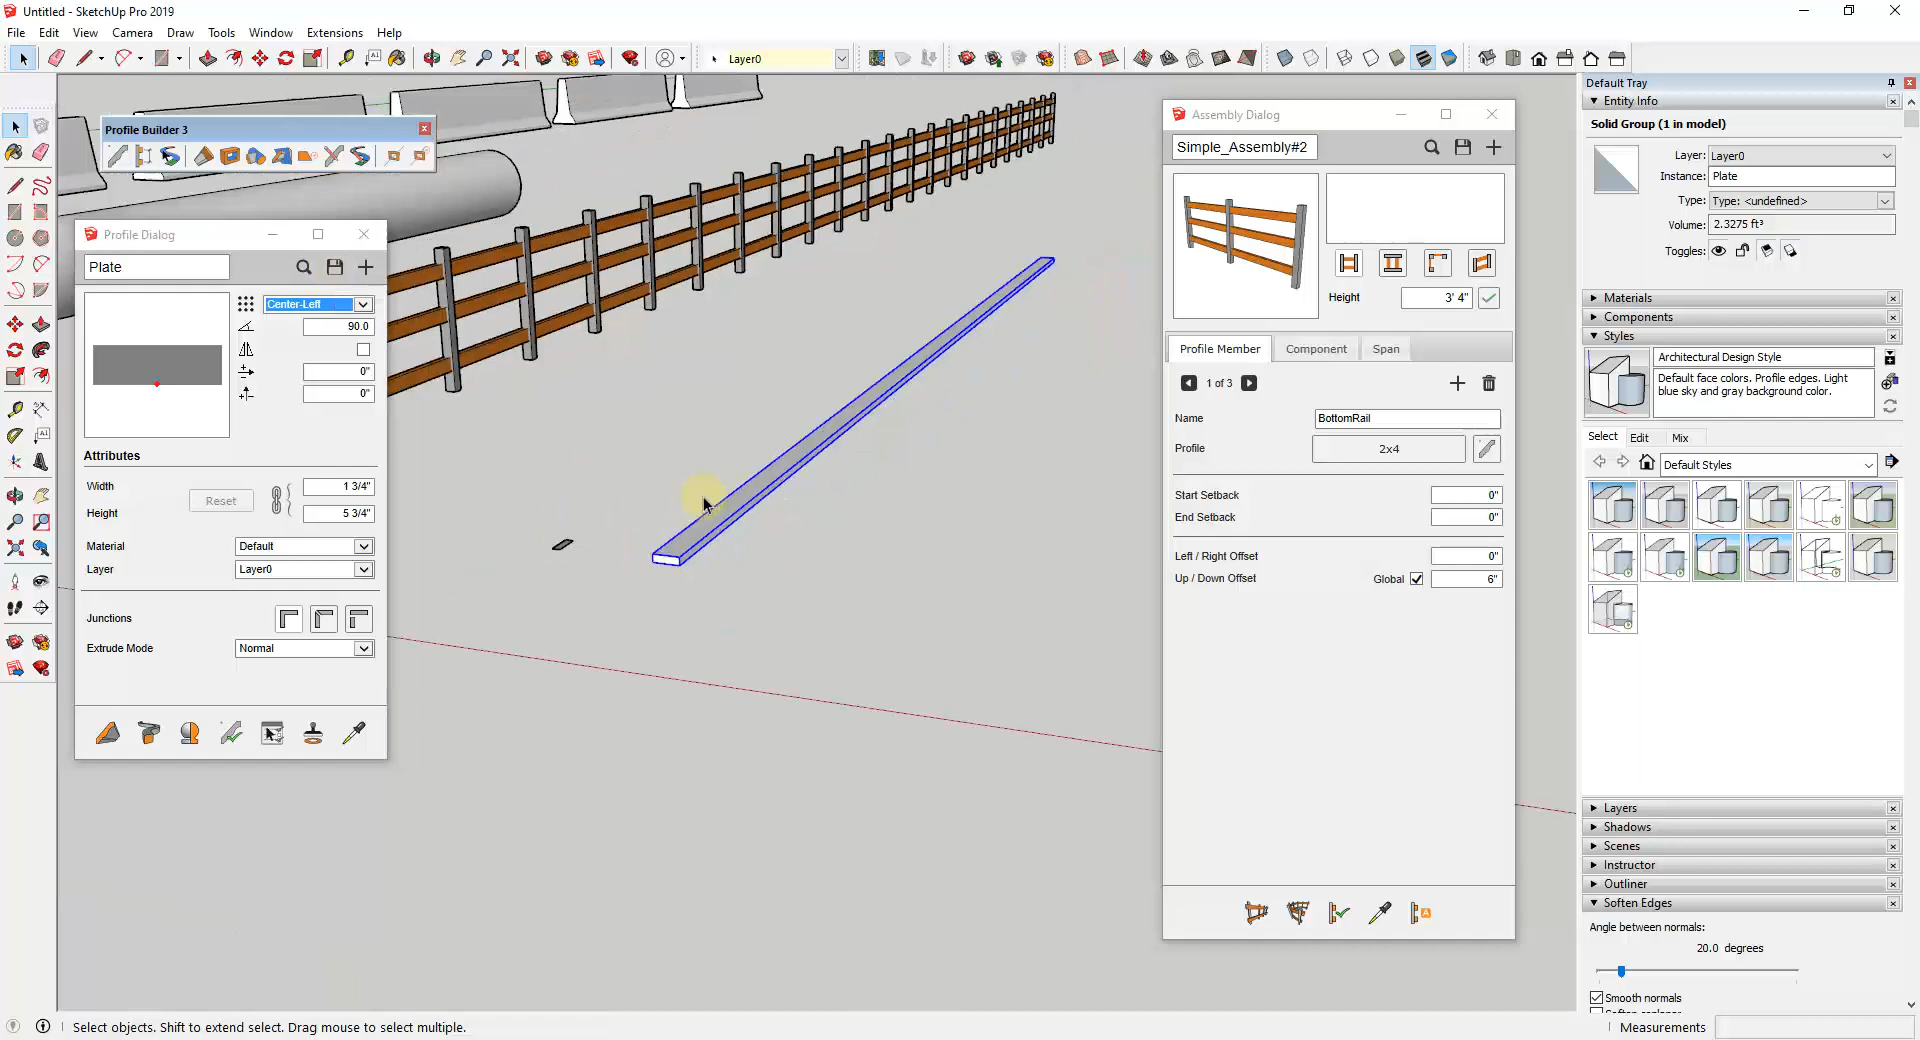 Untitled - SketchUp Pro 2019
File Edit View Camera Draw Tools Window Extensions Help
Layer0
Profile Builder 3
Profile Dialog
Plate
Center-Left
90.0
0"
0"
Attributes
Width 1 3/4"
Reset
Height 5 3/4"
Material Default
Layer Layer0
Junctions
Extrude Mode Normal
Assembly Dialog
Simple_Assembly#2
Height 3' 4"
Profile Member Component Span
1 of 3
Name BottomRail
Profile 2x4
Start Setback 0"
End Setback 0"
Left / Right Offset 0"
Up / Down Offset Global 6"
Default Tray
Entity Info
Solid Group (1 in model)
Layer: Layer0
Instance: Plate
Type: Type: <undefined>
Volume: 2.3275 ft³
Toggles:
Materials
Components
Styles
Architectural Design Style
Default face colors. Profile edges. Light
blue sky and gray background color.
Select Edit Mix
Default Styles
Layers
Shadows
Scenes
Instructor
Outliner
Soften Edges
Angle between normals:
20.0 degrees
Smooth normals
Select objects. Shift to extend select. Drag mouse to select multiple.
Measurements